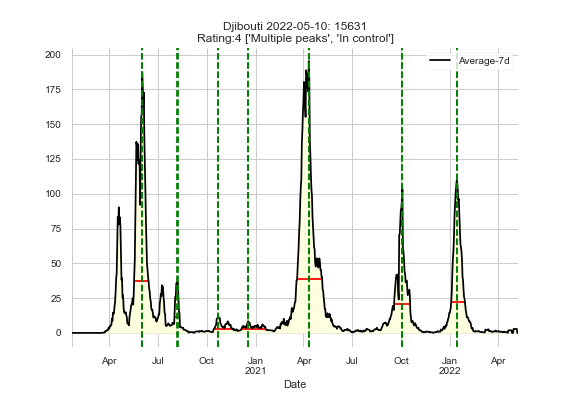 Djibouti 2022-05-10: 15631
Rating:4 ['Multiple peaks', 'In control']
200
175
150
125
100
75
50
25
0
Average-7d
Apr Jul Oct Jan Apr Jul Oct Jan Apr
2021 2022
Date